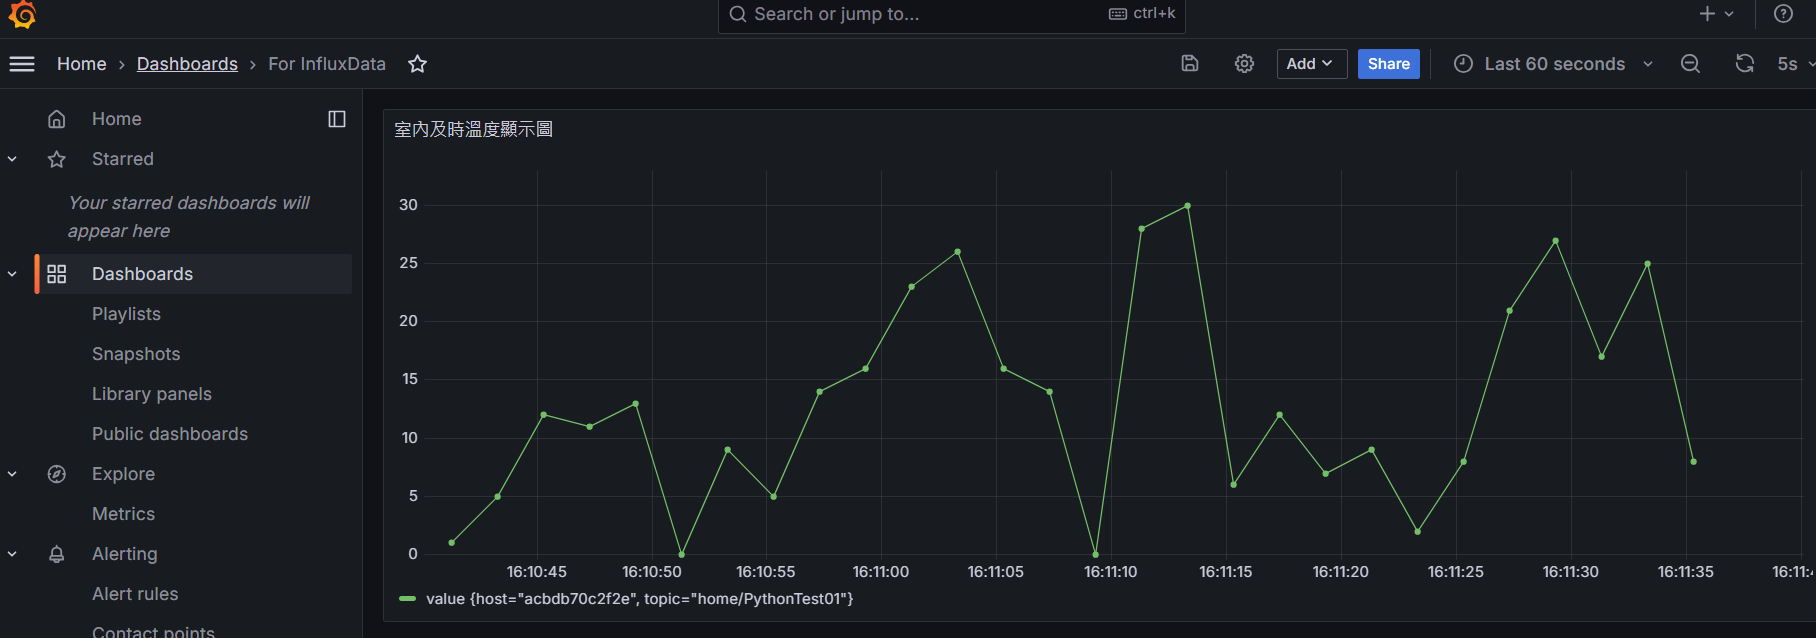 Search or jump to...
ctrl+k
Home › Dashboards › For InfluxData
Add
Share
Last 60 seconds
5s
Home
Starred
Your starred dashboards will
appear here
Dashboards
Playlists
Snapshots
Library panels
Public dashboards
Explore
Metrics
Alerting
Alert rules
Contact points
室內及時溫度顯示圖
30
25
20
15
10
5
0
16:10:45
16:10:50
16:10:55
16:11:00
16:11:05
16:11:10
16:11:15
16:11:20
16:11:25
16:11:30
16:11:35
value {host="acbdb70c2f2e", topic="home/PythonTest01"}